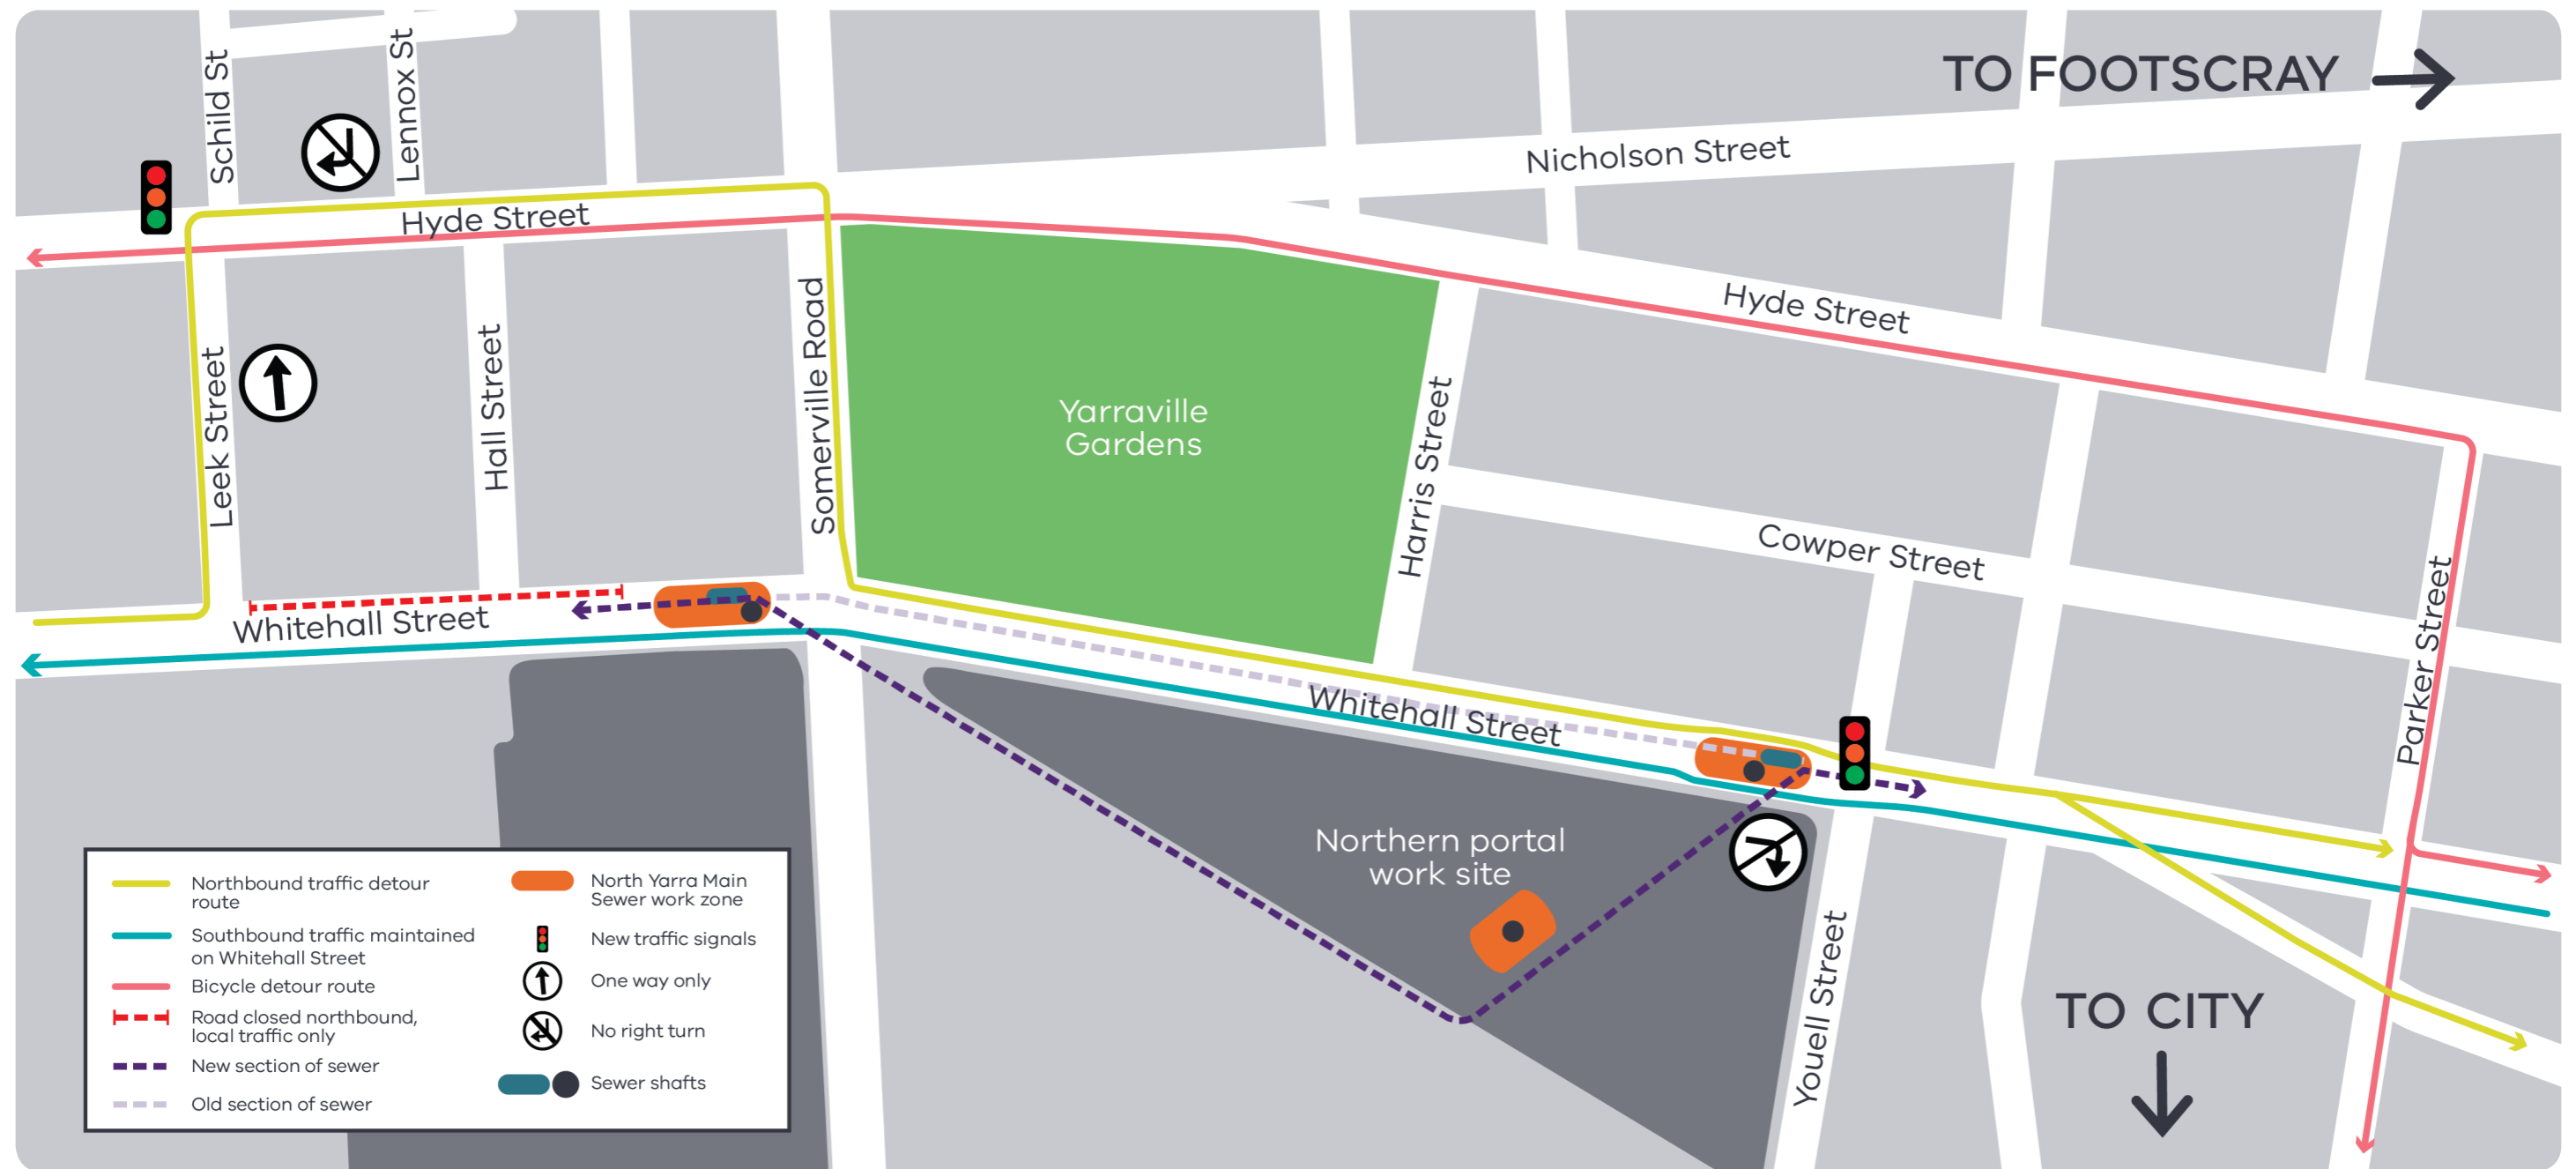 TO FOOTSCRAY
Schild St
Lennox St
Nicholson Street
Hyde Street
Hyde Street
Leek Street
Hall Street
Somerville Road
Yarraville
Gardens
Harris Street
Cowper Street
Parker Street
Whitehall Street
Whitehall Street
Northern portal
work site
Youell Street
TO CITY
Northbound traffic detour
route
Southbound traffic maintained
on Whitehall Street
Bicycle detour route
Road closed northbound,
local traffic only
New section of sewer
Old section of sewer
North Yarra Main
Sewer work zone
New traffic signals
One way only
No right turn
Sewer shafts